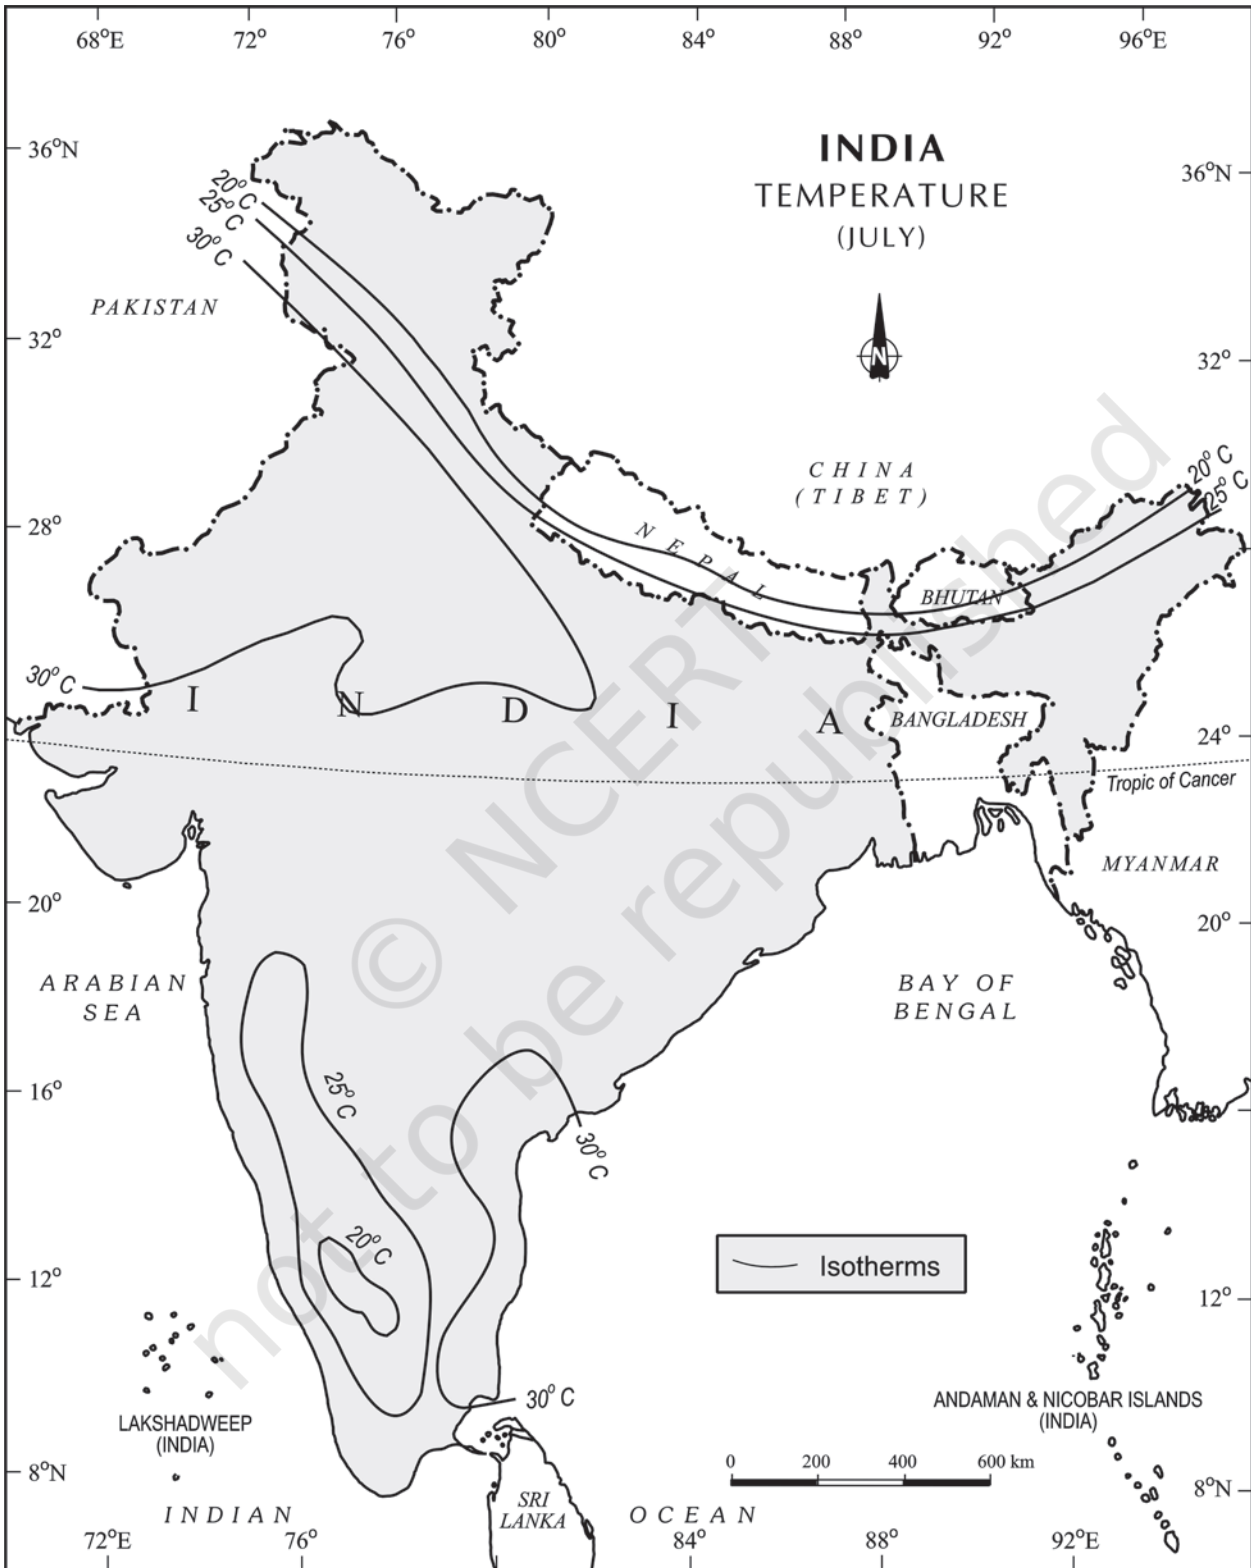 68°E 72° 76° 80° 84° 88° 92° 96°E
INDIA
TEMPERATURE
(JULY)
36°N
36°N
20° C
25° C
30° C
PAKISTAN
N
32°
32°
CHINA
(TIBET)
20° C
25° C
28°
NEPAL
BHUTAN
30° C
I N D I A
BANGLADESH
24°
Tropic of Cancer
MYANMAR
20°
20°
ARABIAN
SEA
BAY OF
BENGAL
16°
25° C
30° C
20° C
Isotherms
12°
12°
30° C
LAKSHADWEEP
(INDIA)
ANDAMAN & NICOBAR ISLANDS
(INDIA)
0 200 400 600 km
8°N
8°N
INDIAN OCEAN
SRI
LANKA
72°E 76° 84° 88° 92°E
© NCERT
not to be republished